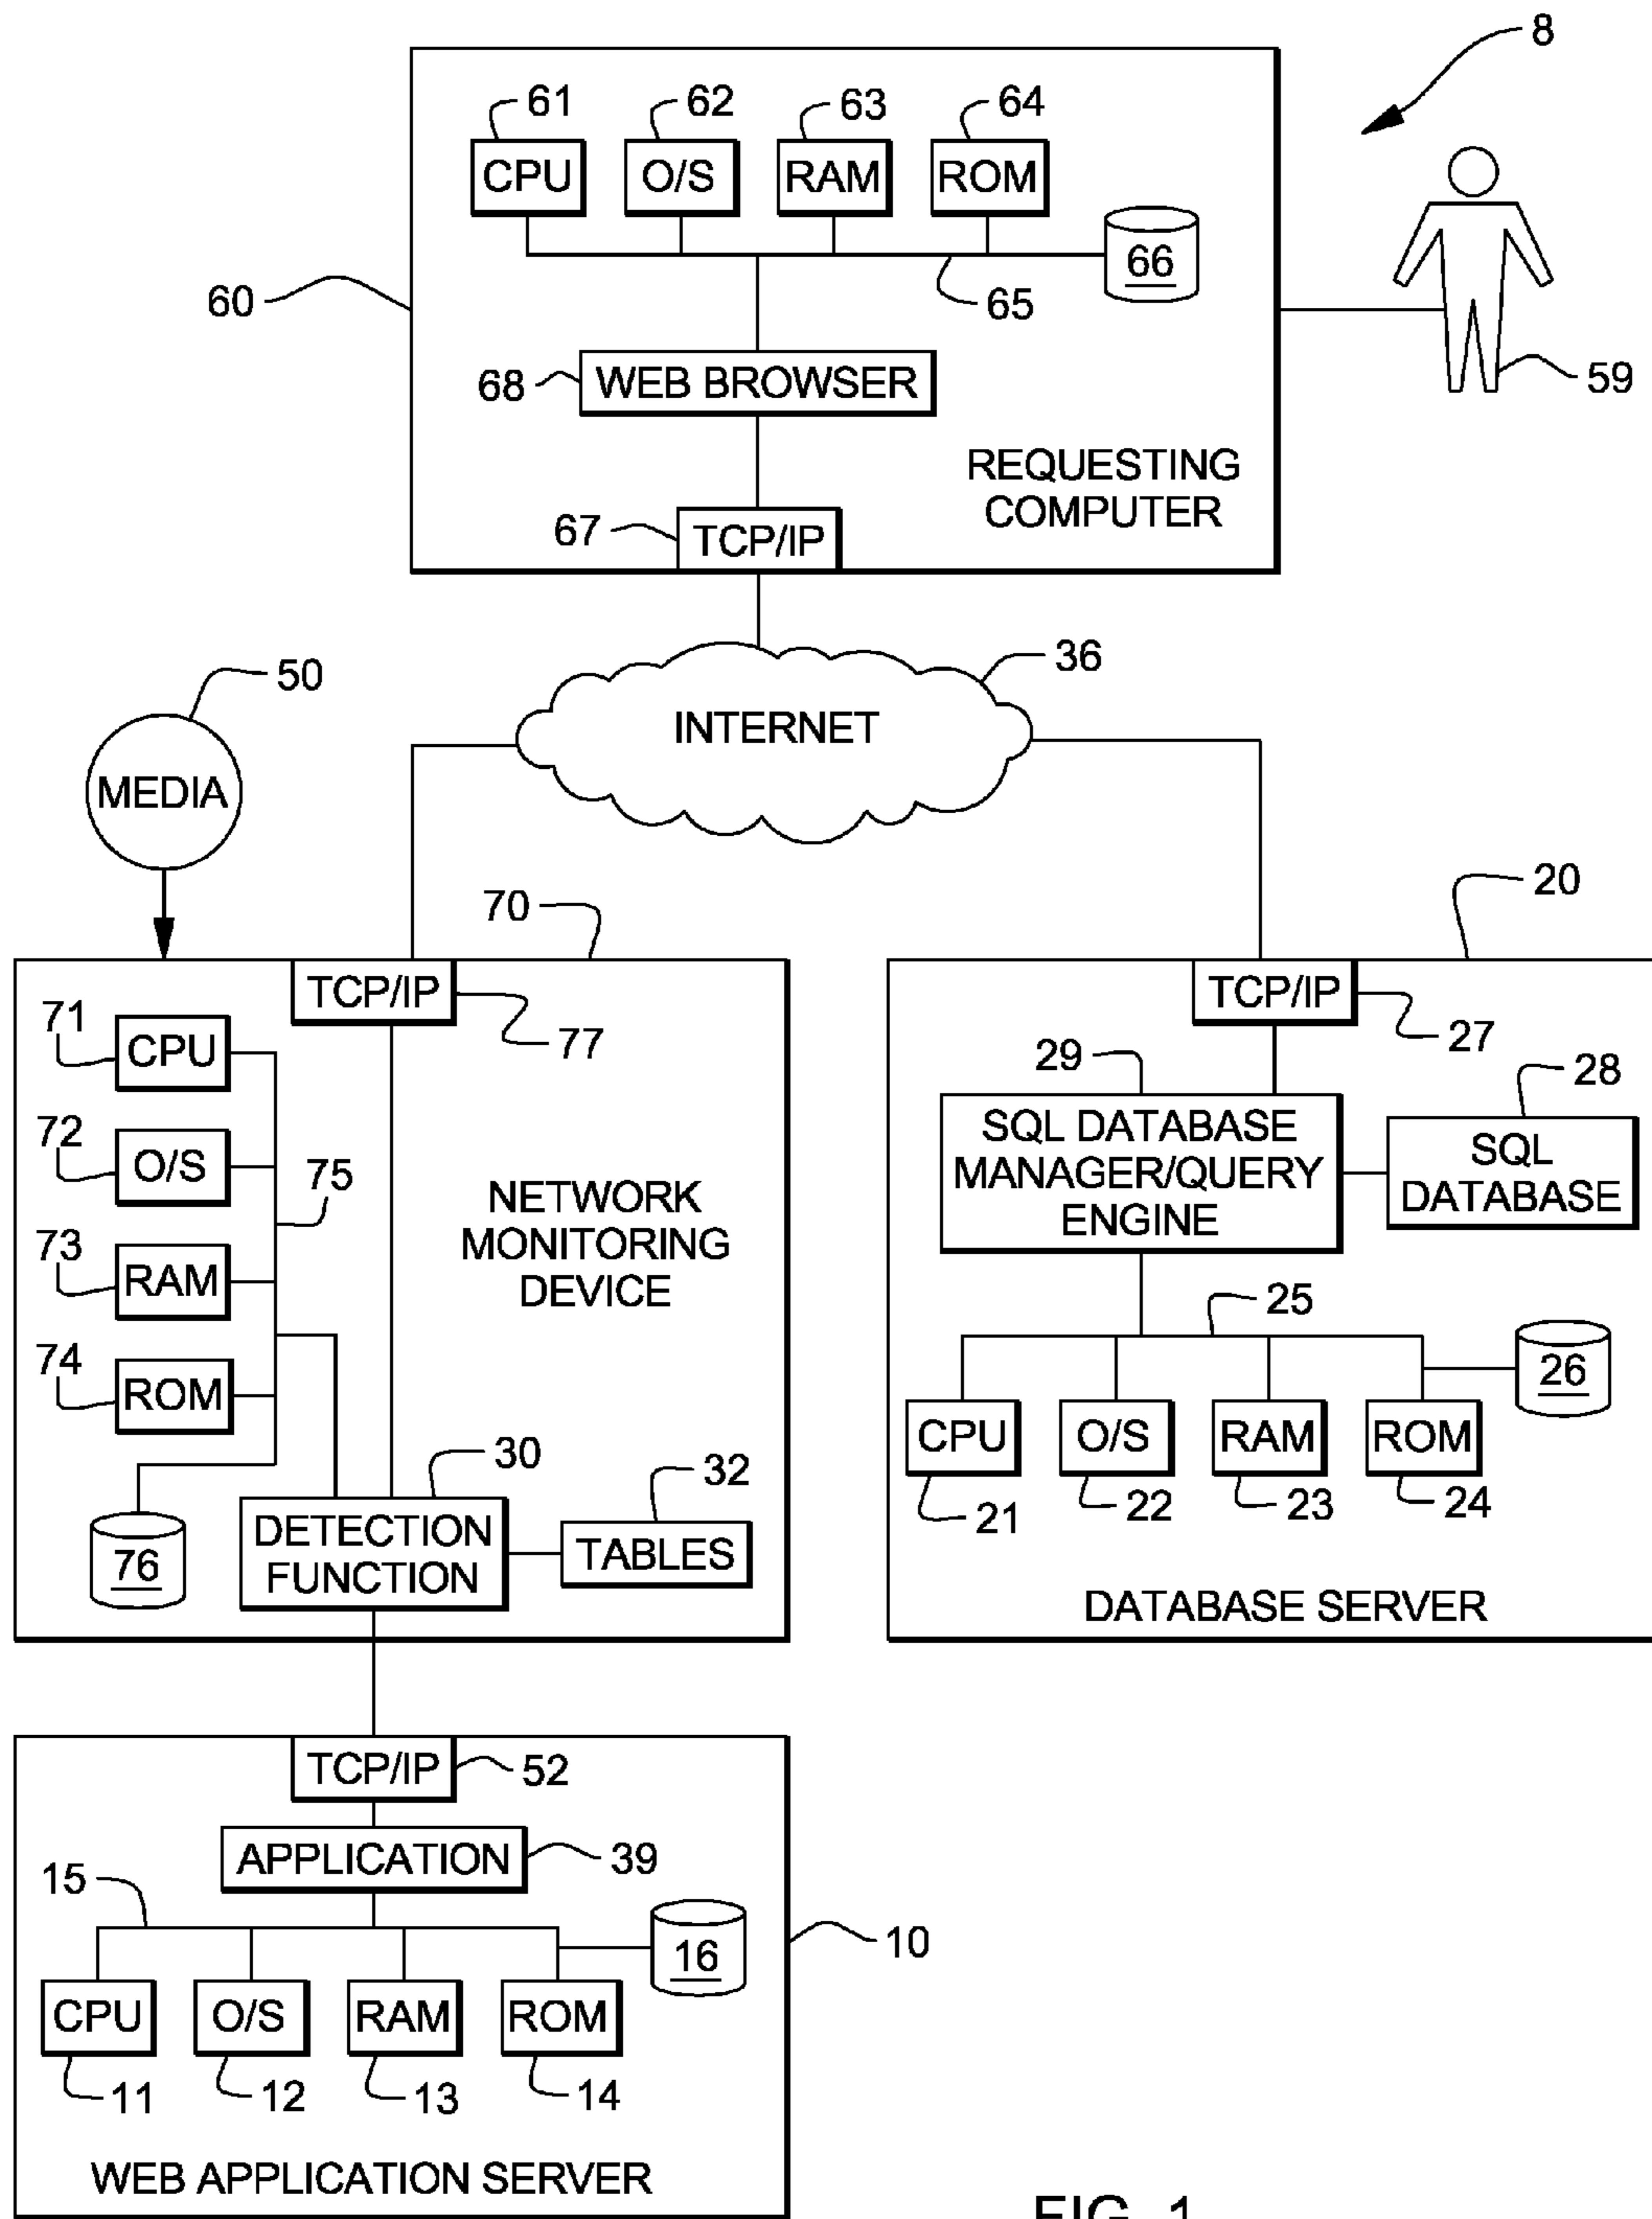 8
61 62 63 64
CPU O/S RAM ROM
66
60
65
68 WEB BROWSER
59
REQUESTING
COMPUTER
67 TCP/IP
36
50
INTERNET
MEDIA
70
20
TCP/IP
77
71
CPU
72
O/S
75
73
RAM
74
ROM
NETWORK
MONITORING
DEVICE
30
32
DETECTION
FUNCTION
TABLES
76
TCP/IP
27
29
28
SQL DATABASE
MANAGER/QUERY
ENGINE
SQL
DATABASE
25
26
CPU O/S RAM ROM
21 22 23 24
DATABASE SERVER
TCP/IP 52
APPLICATION 39
15
16
10
CPU O/S RAM ROM
11 12 13 14
WEB APPLICATION SERVER
FIG. 1